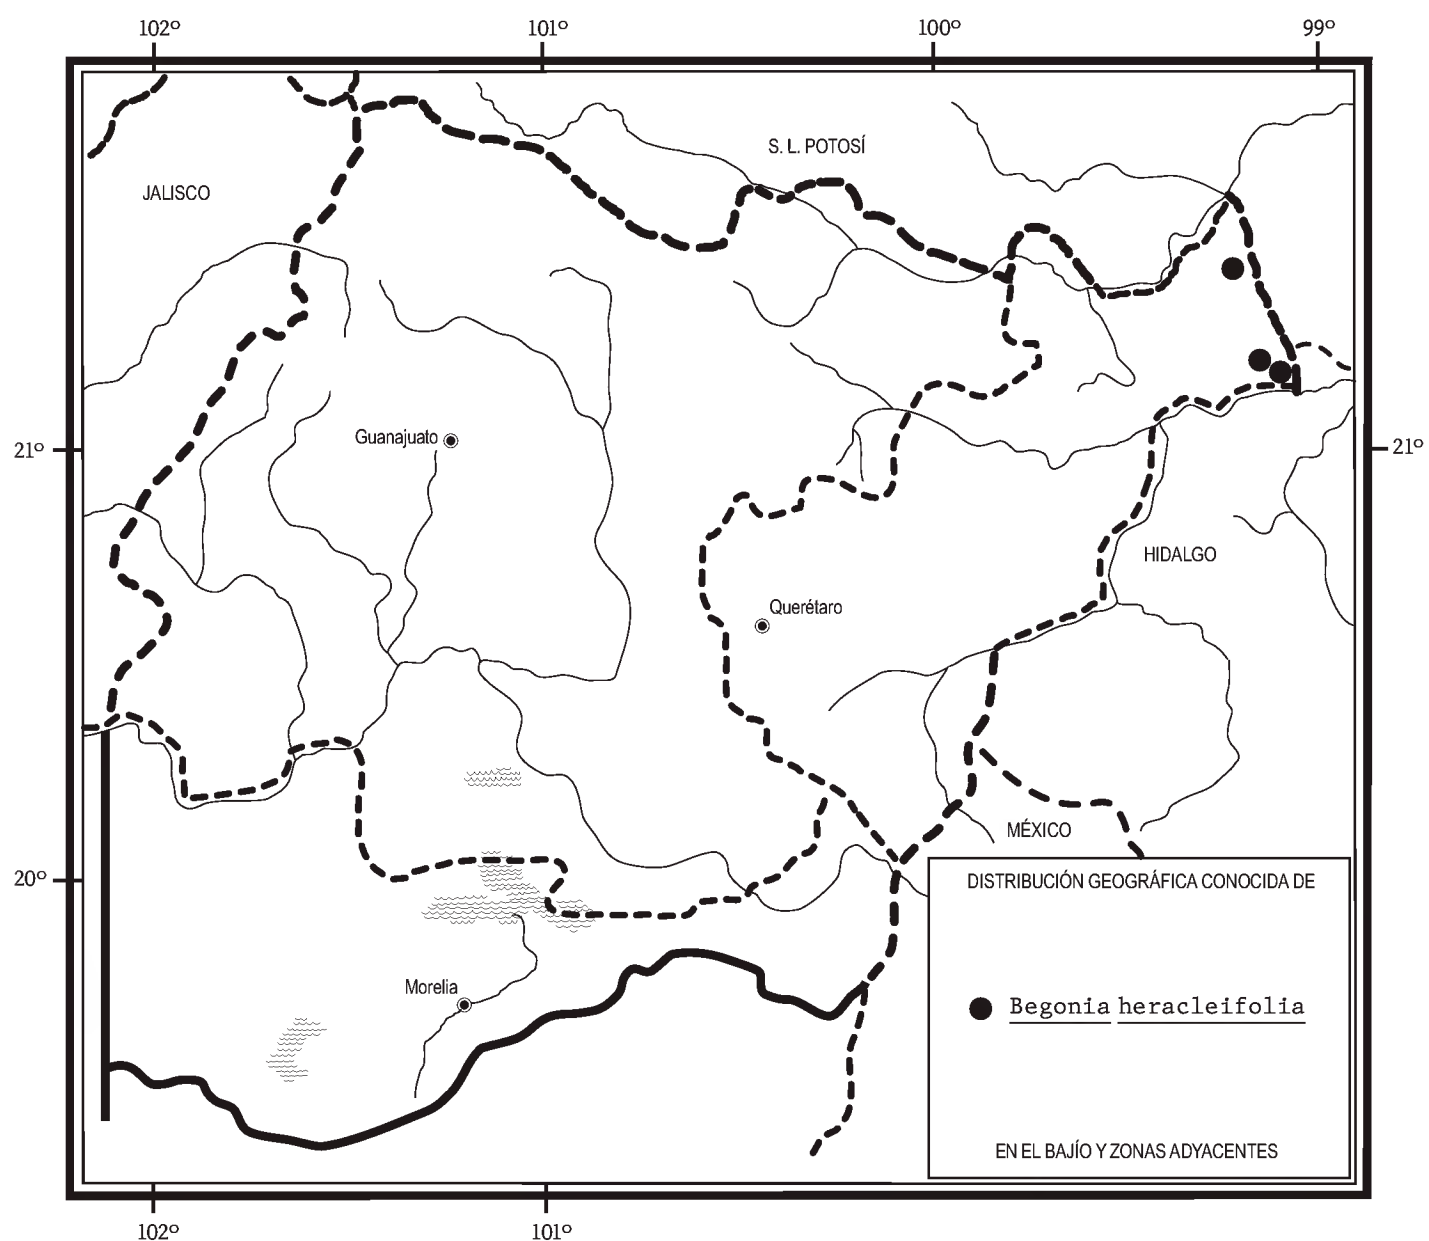 102º 101º 100º 99º
S. L. POTOSÍ
JALISCO
Guanajuato
21º 21º
HIDALGO
Querétaro
MÉXICO
20º
DISTRIBUCIÓN GEOGRÁFICA CONOCIDA DE
Morelia
Begonia heracleifolia
EN EL BAJÍO Y ZONAS ADYACENTES
102º 101º